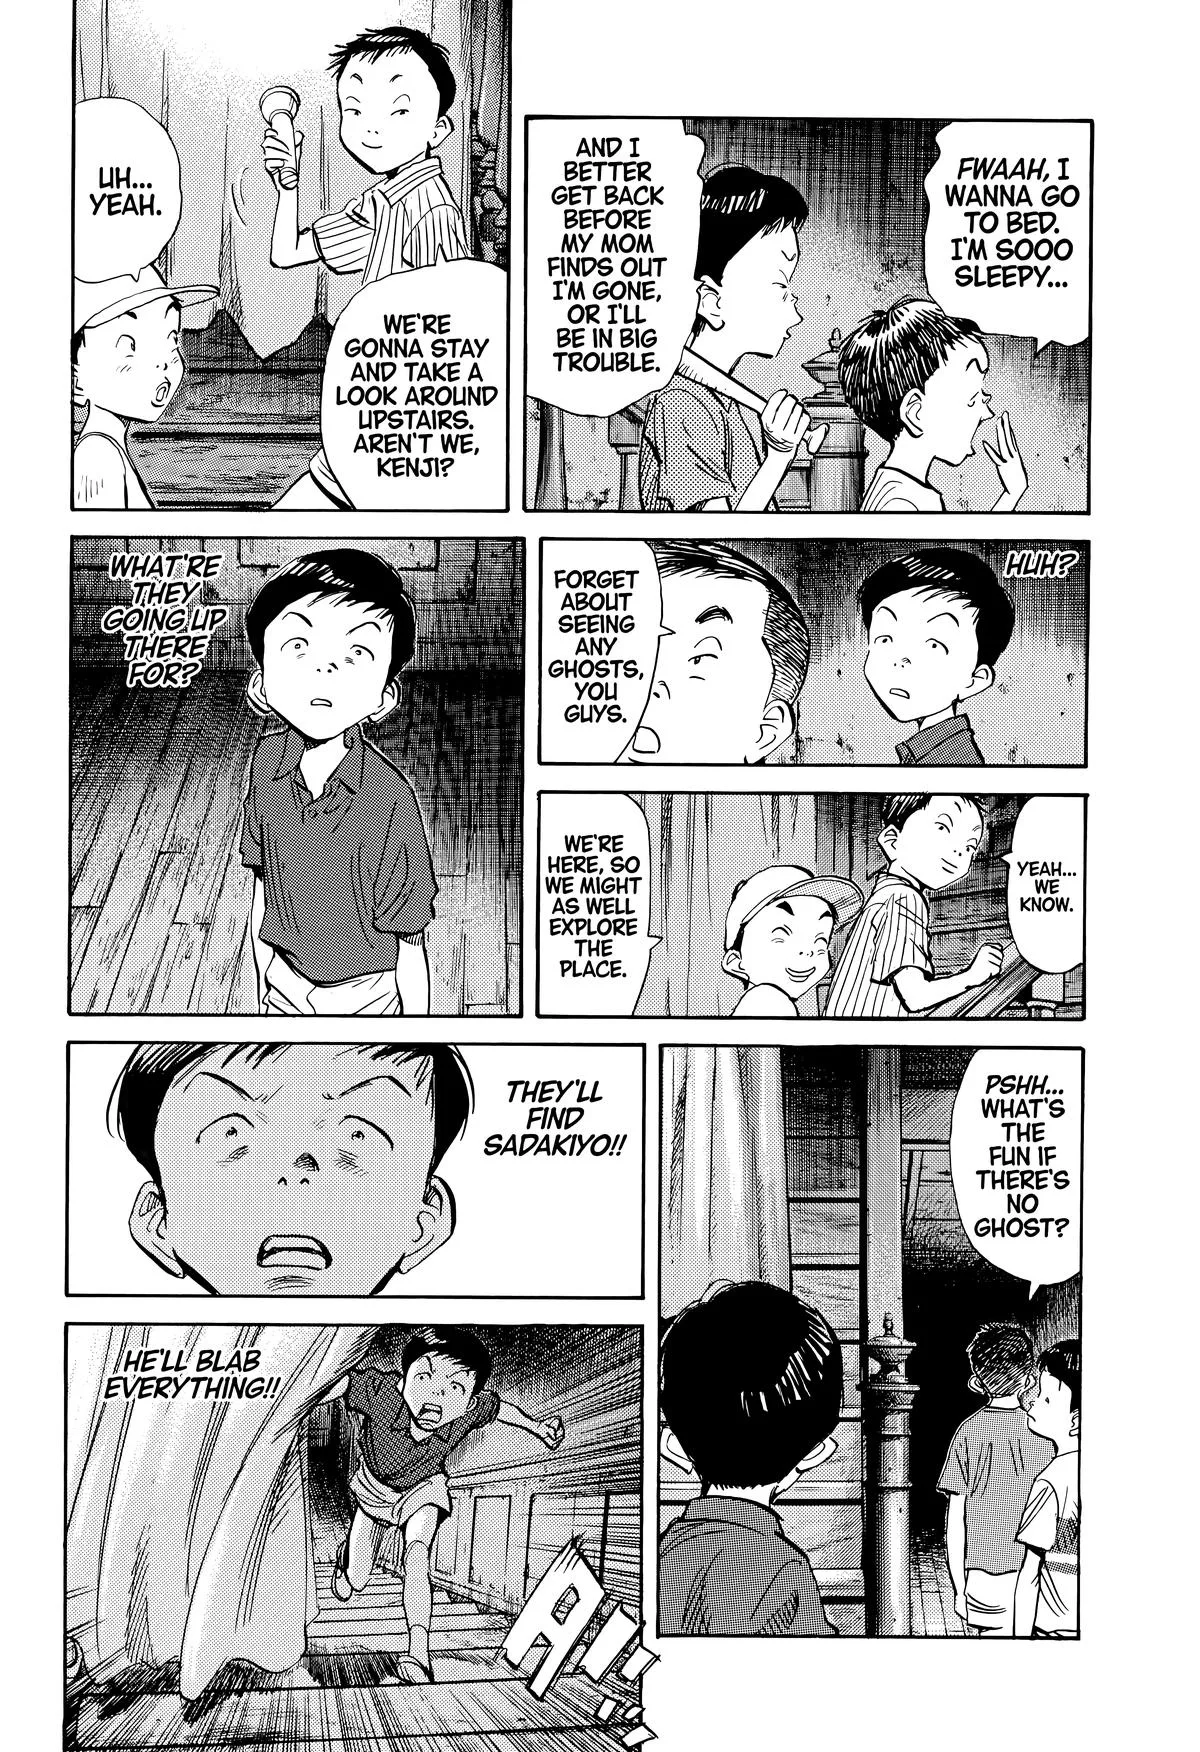 FWAAH, I
WANNA GO
TO BED.
I'M SOOO
SLEEPY...
AND I
BETTER
GET BACK
BEFORE
MY MOM
FINDS OUT
I'M GONE,
OR I'LL
BE IN BIG
TROUBLE.
WE'RE
GONNA STAY
AND TAKE A
LOOK AROUND
UPSTAIRS.
AREN'T WE,
KENJI?
UH...
YEAH.
HUH?
FORGET
ABOUT
SEEING
ANY
GHOSTS,
YOU
GUYS.
YEAH...
WE
KNOW.
WE'RE
HERE, SO
WE MIGHT
AS WELL
EXPLORE
THE
PLACE.
WHAT'RE
THEY
GOING UP
THERE
FOR?
PSHH...
WHAT'S
THE
FUN IF
THERE'S
NO
GHOST?
THEY'LL
FIND
SADAKIYO!!
HE'LL BLAB
EVERYTHING!!